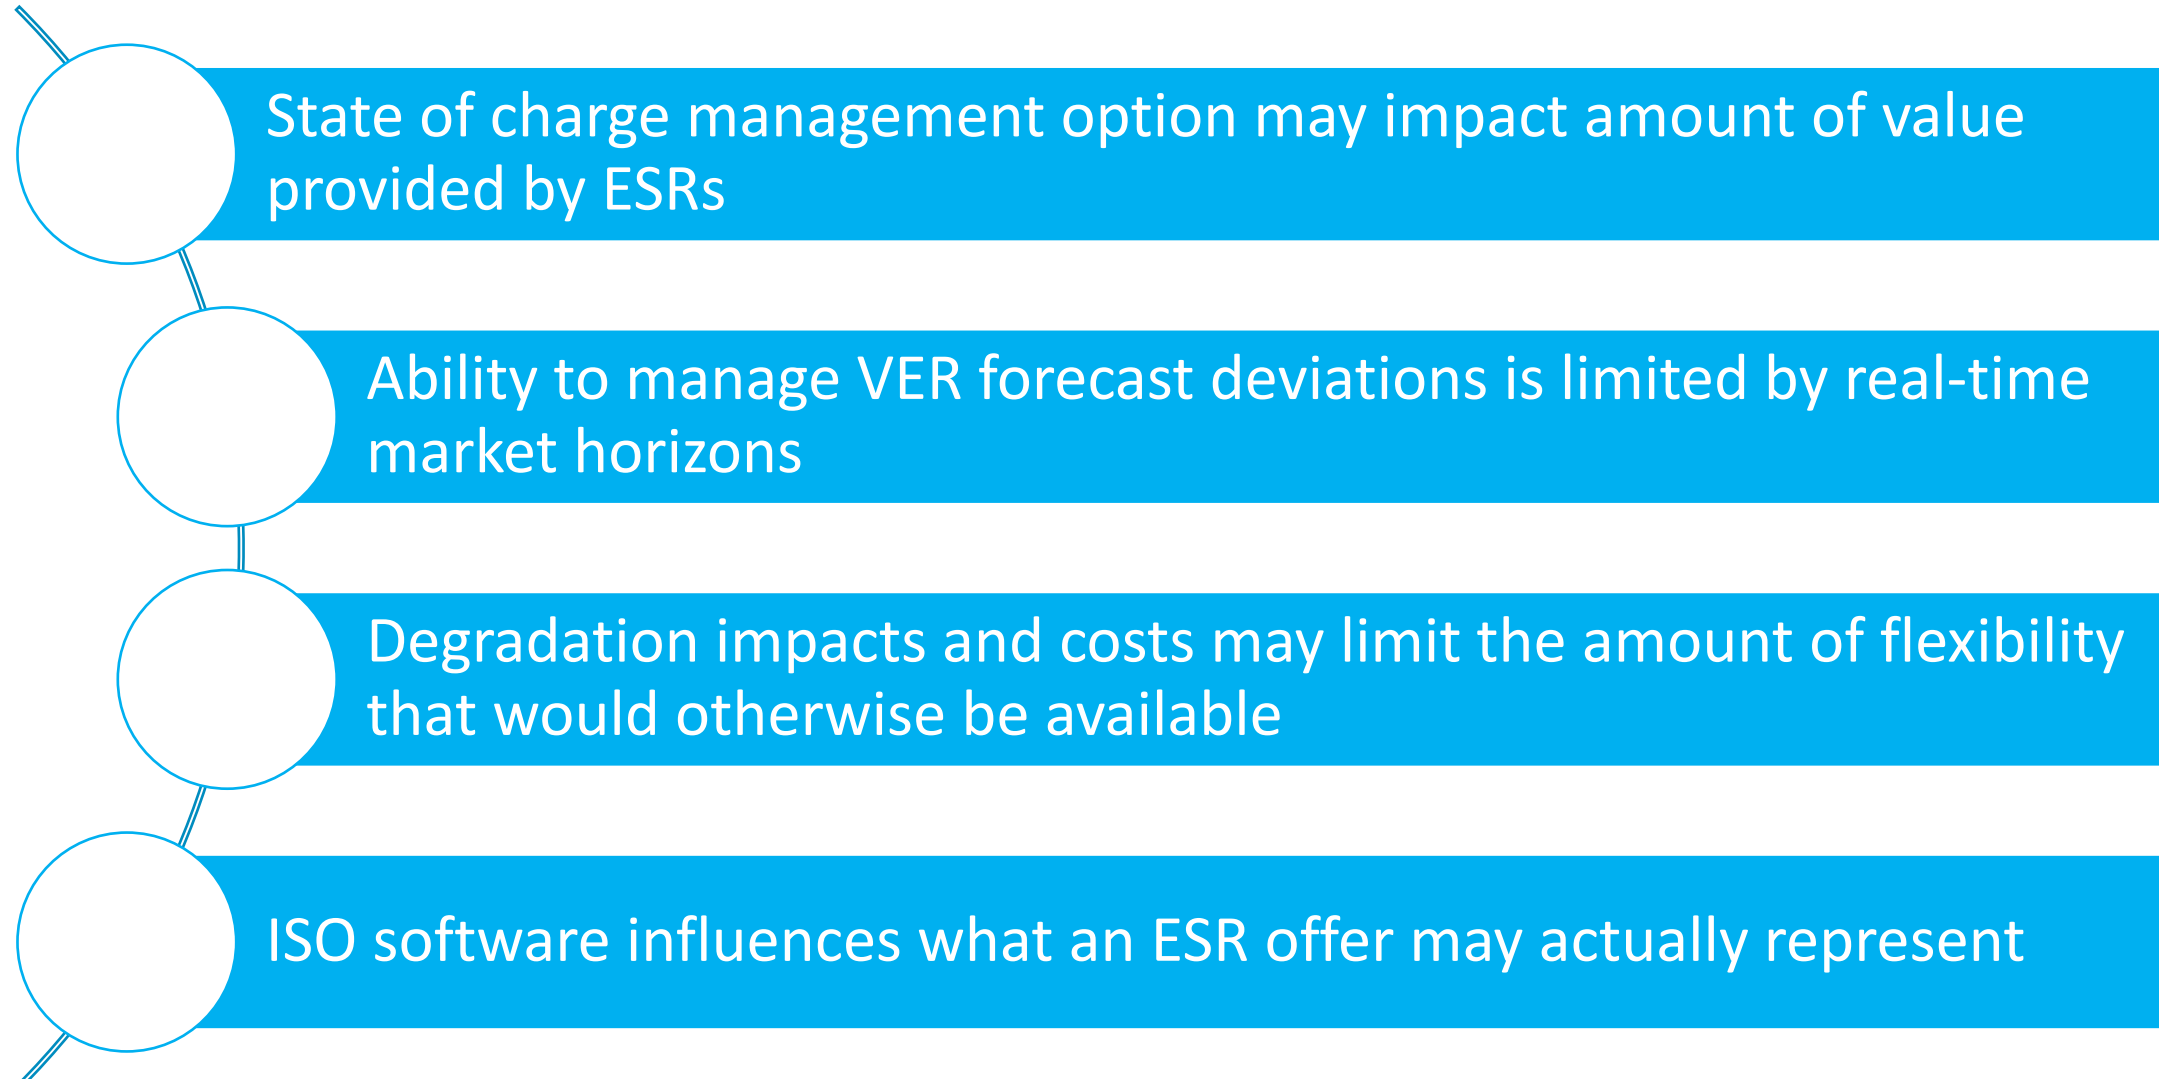 State of charge management option may impact amount of value
provided by ESRs
Ability to manage VER forecast deviations is limited by real-time
market horizons
Degradation impacts and costs may limit the amount of flexibility
that would otherwise be available
ISO software influences what an ESR offer may actually represent